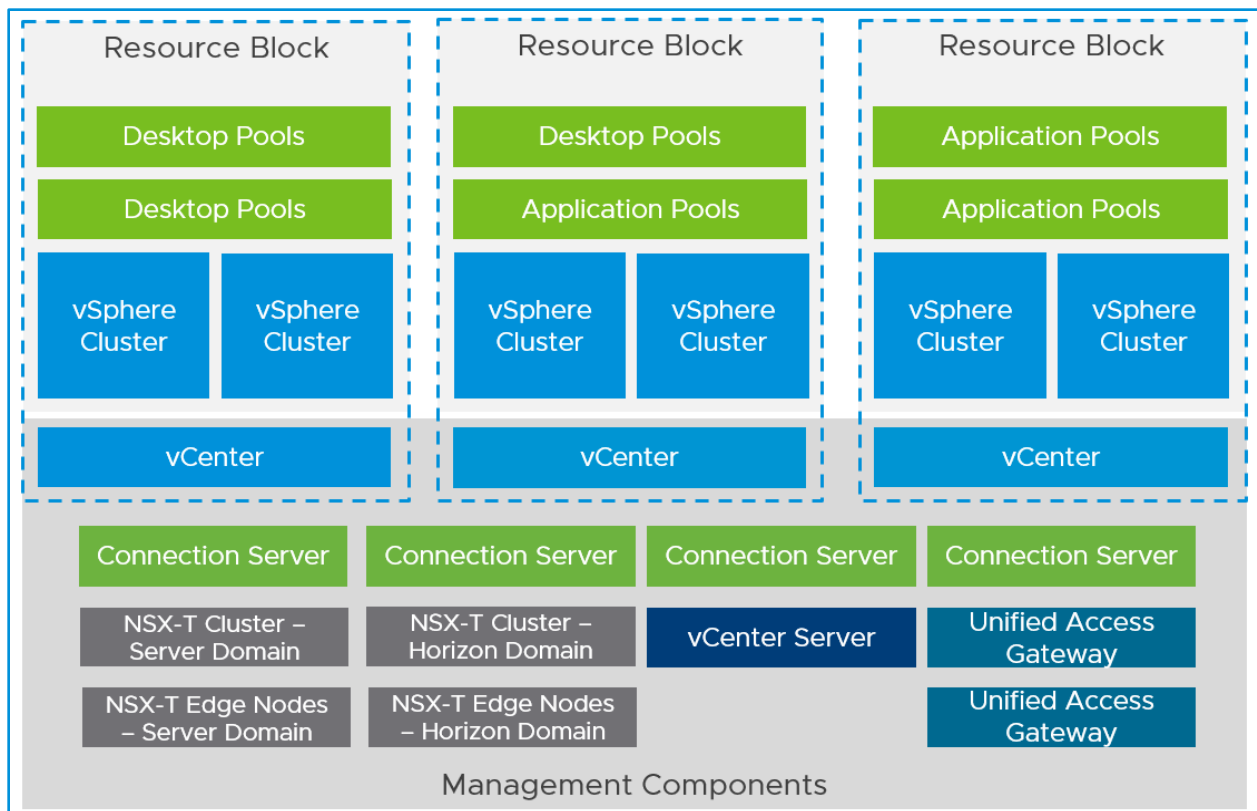 Resource Block
Resource Block
Resource Block
Desktop Pools
Desktop Pools
Application Pools
Desktop Pools
Application Pools
Application Pools
vSphere
Cluster
vSphere
Cluster
vSphere
Cluster
vSphere
Cluster
vSphere
Cluster
vSphere
Cluster
vCenter
vCenter
vCenter
Connection Server
Connection Server
Connection Server
Connection Server
NSX-T Cluster –
Server Domain
NSX-T Cluster –
Horizon Domain
vCenter Server
Unified Access
Gateway
NSX-T Edge Nodes
– Server Domain
NSX-T Edge Nodes
– Horizon Domain
Unified Access
Gateway
Management Components